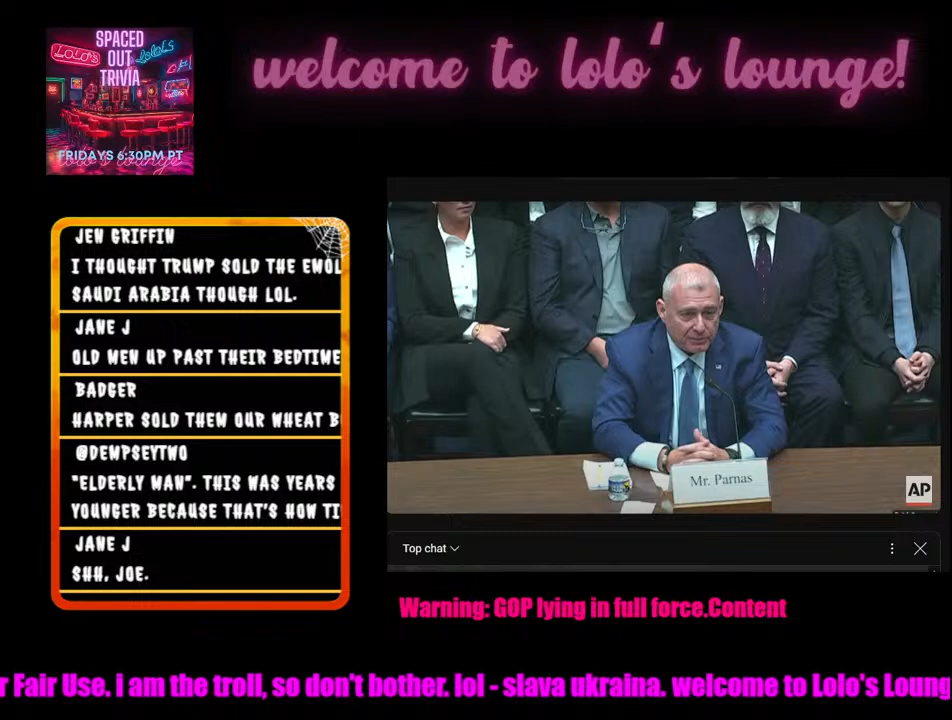 SPACED
OUT
TRIVIA
LOLO'S
FRIDAYS 6:30PM PT
lolo's lounge
welcome to lolo's lounge!
JEN GRIFFIN
I THOUGHT TRUMP SOLD THE EMOL
SAUDI ARABIA THOUGH LOL.
JANE J
OLD MEN UP PAST THEIR BEDTIME
BADGER
HARPER SOLD THEM OUR WHEAT B
@DEMPSEYTWO
"ELDERLY MAN". THIS WAS YEARS
YOUNGER BECAUSE THAT'S HOW TI
JANE J
SHH, JOE.
Mr. Parnas
AP
Top chat
Warning: GOP lying in full force.Content
r Fair Use. i am the troll, so don't bother. lol - slava ukraina. welcome to Lolo's Loung